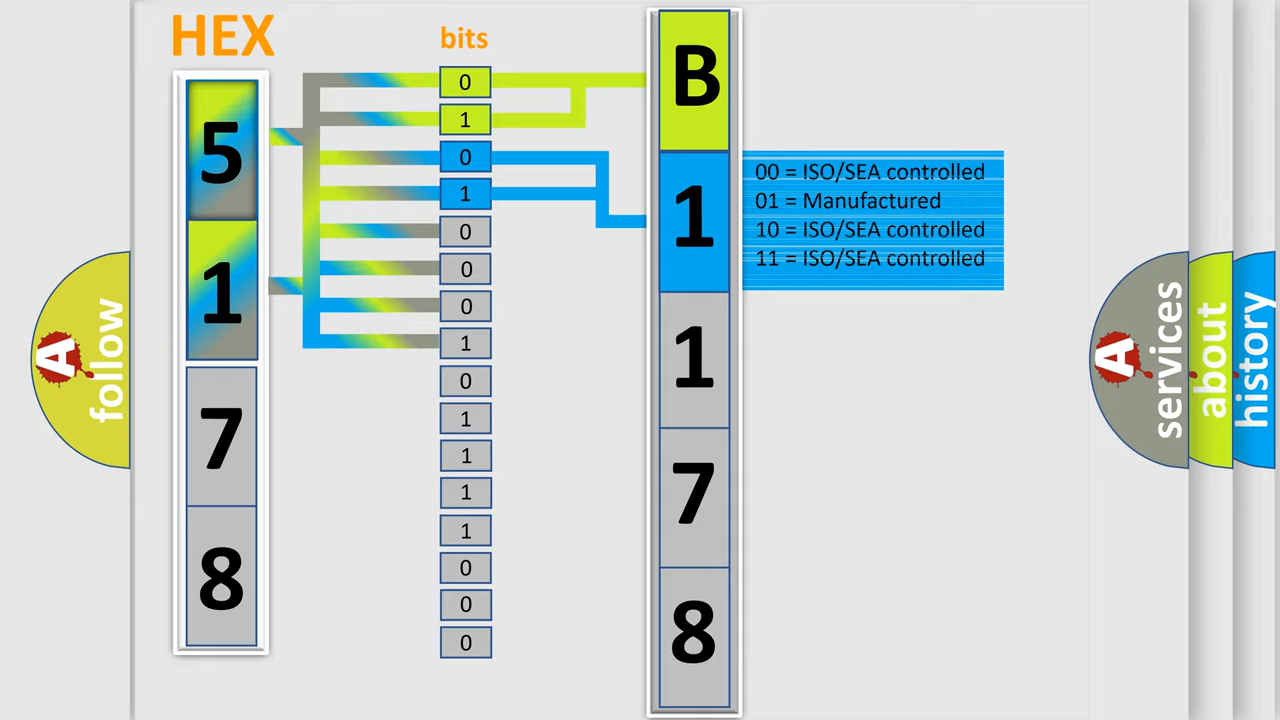 HEX
bits
5
1
7
8
0
1
0
1
0
0
0
1
0
1
1
1
1
0
0
0
B
1
1
7
8
00 = ISO/SEA controlled
01 = Manufactured
10 = ISO/SEA controlled
11 = ISO/SEA controlled
A
follow
A
services
about
history